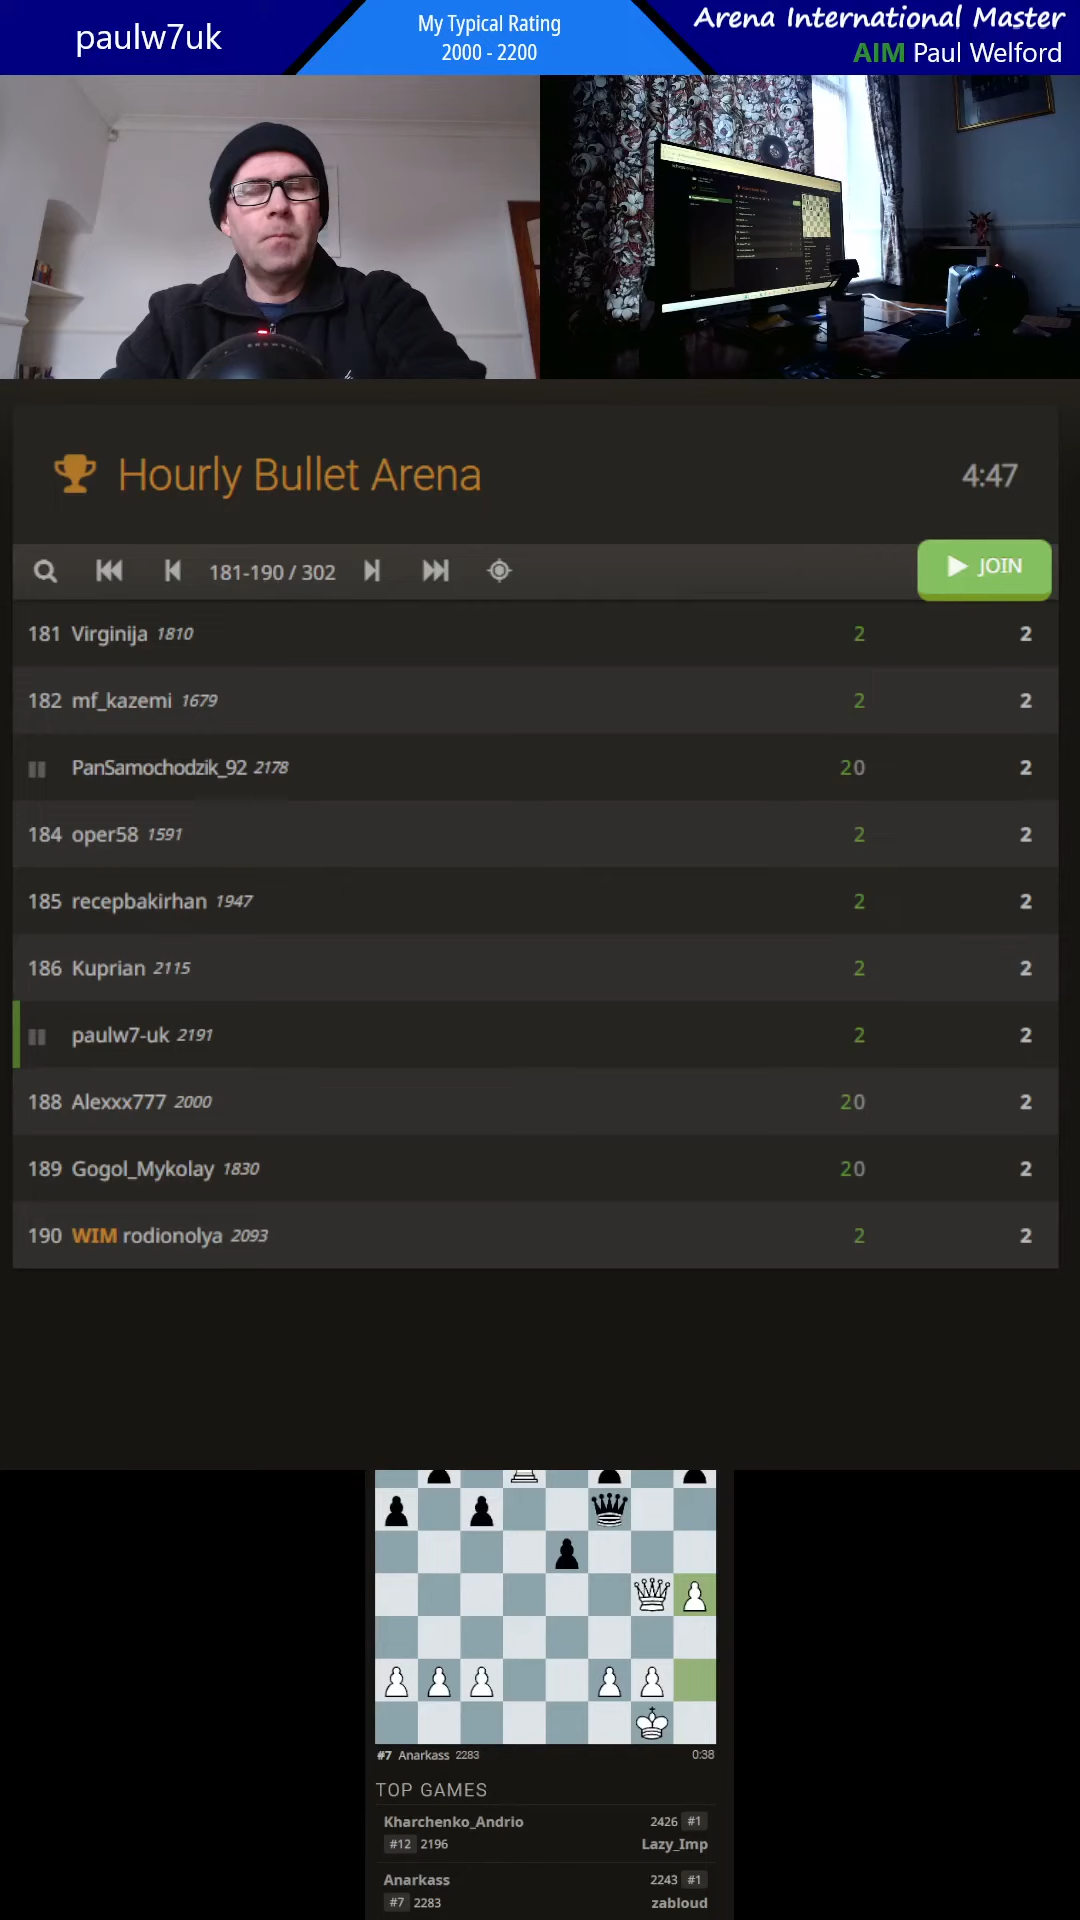 paulw7uk
My Typical Rating
2000 - 2200
Arena International Master
AIM Paul Welford
Hourly Bullet Arena
4:47
181-190 / 302
JOIN
181 Virginija 1810 2 2
182 mf_kazemi 1679 2 2
PanSamochodzik_92 2178 20 2
184 oper58 1591 2 2
185 recepbakirhan 1947 2 2
186 Kuprian 2115 2 2
paulw7-uk 2191 2 2
188 Alexxx777 2000 20 2
189 Gogol_Mykolay 1830 20 2
190 WIM rodionolya 2093 2 2
#7 Anarkass 2283 0:38
TOP GAMES
Kharchenko_Andrio 2426 #1
#12 2196 Lazy_Imp
Anarkass 2243 #1
#7 2283 zabloud